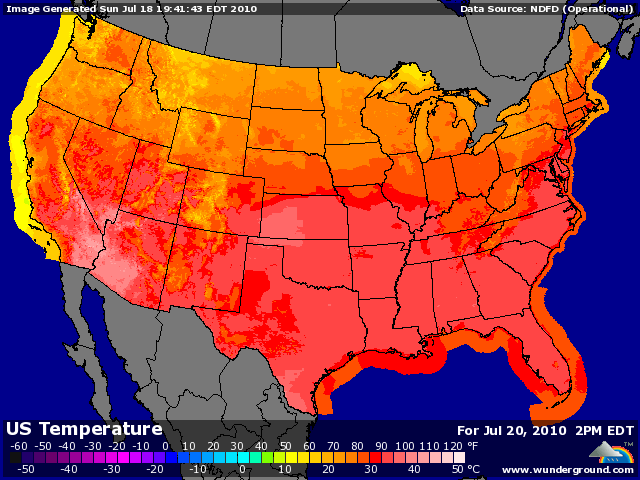 Image Generated Sun Jul 18 19:41:43 EDT 2010 Data Source: NDFD (Operational)
US Temperature For Jul 20, 2010 2PM EDT
-60 -50 -40 -30 -20 -10 0 10 20 30 40 50 60 70 80 90 100 110 120 °F
-50 -40 -30 -20 -10 0 10 20 30 40 50 °C
www.wunderground.com